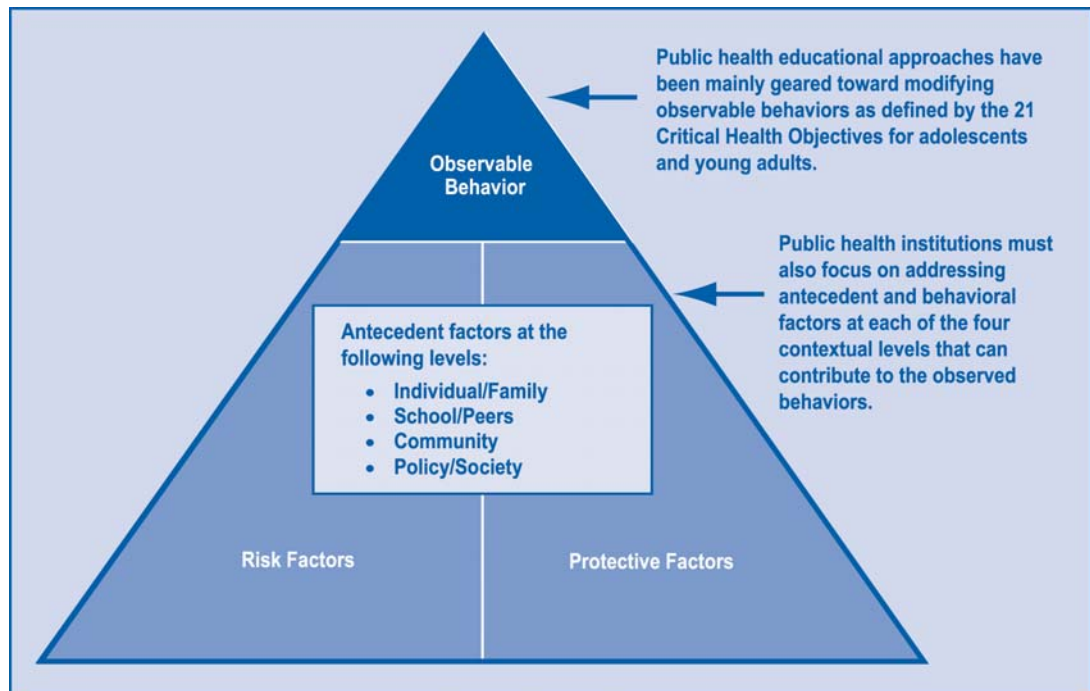 Public health educational approaches have
been mainly geared toward modifying
observable behaviors as defined by the 21
Critical Health Objectives for adolescents
and young adults.
Observable
Behavior
Public health institutions must
also focus on addressing
antecedent and behavioral
factors at each of the four
contextual levels that can
contribute to the observed
behaviors.
Antecedent factors at the
following levels:
• Individual/Family
• School/Peers
• Community
• Policy/Society
Risk Factors
Protective Factors